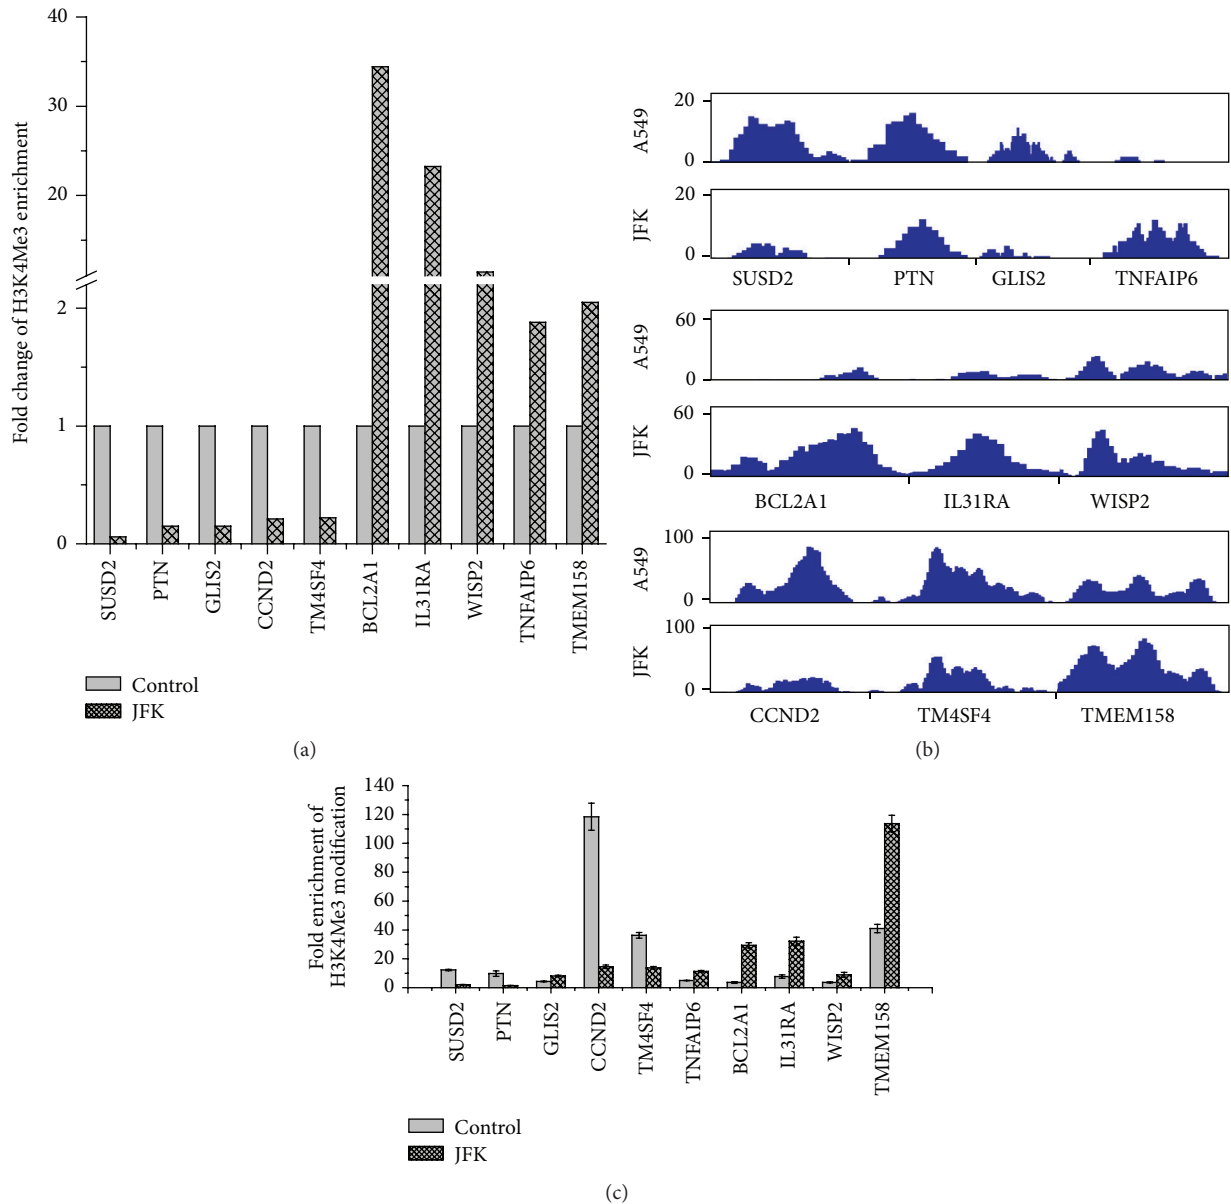 Fold change of H3K4Me3 enrichment
40
30
20
2
1
0
SUSD2
PTN
GLIS2
CCND2
TM4SF4
BCL2A1
IL31RA
WISP2
TNFAIP6
TMEM158
Control
JFK
(a)
A549
20
0
JFK
20
0
SUSD2 PTN GLIS2 TNFAIP6
A549
60
0
JFK
60
0
BCL2A1 IL31RA WISP2
A549
100
0
JFK
100
0
CCND2 TM4SF4 TMEM158
(b)
Fold enrichment of
H3K4Me3 modification
140
120
100
80
60
40
20
0
SUSD2
PTN
GLIS2
CCND2
TM4SF4
TNFAIP6
BCL2A1
IL31RA
WISP2
TMEM158
Control
JFK
(c)